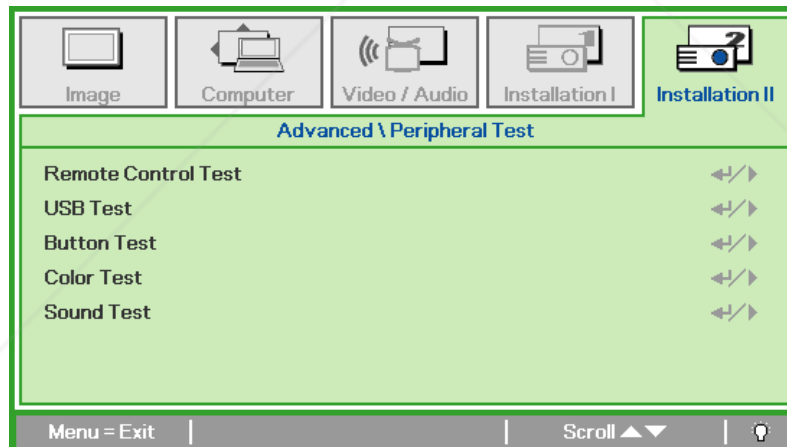 Image
Computer
Video / Audio
Installation I
Installation II
Advanced \ Peripheral Test
Remote Control Test
USB Test
Button Test
Color Test
Sound Test
Menu = Exit
Scroll ▲▼